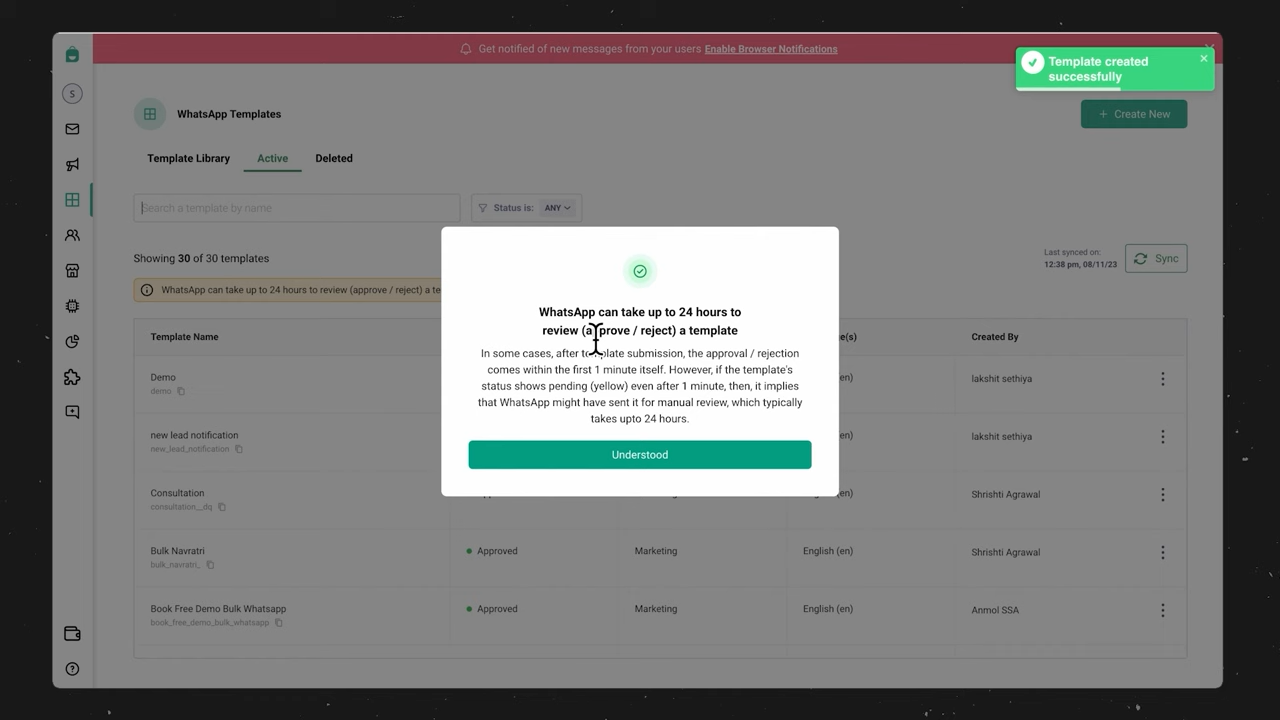 Get notified of new messages from your users Enable Browser Notifications
Template created
successfully
S
WhatsApp Templates
+ Create New
Template Library
Active
Deleted
Search a template by name
Status is: ANY
Showing 30 of 30 templates
Last synced on:
12:38 pm, 08/11/23
Sync
WhatsApp can take up to 24 hours to review (approve / reject) a te
WhatsApp can take up to 24 hours to
review (approve / reject) a template
In some cases, after template submission, the approval / rejection
comes within the first 1 minute itself. However, if the template's
status shows pending (yellow) even after 1 minute, then, it implies
that WhatsApp might have sent it for manual review, which typically
takes upto 24 hours.
Understood
Template Name
e(s)
Created By
Demo
demo
en)
lakshit sethiya
new lead notification
new_lead_notification
en)
lakshit sethiya
Consultation
consultation__dq
en)
Shrishti Agrawal
Bulk Navratri
bulk_navratri_
Approved
Marketing
English (en)
Shrishti Agrawal
Book Free Demo Bulk Whatsapp
book_free_demo_bulk_whatsapp
Approved
Marketing
English (en)
Anmol SSA